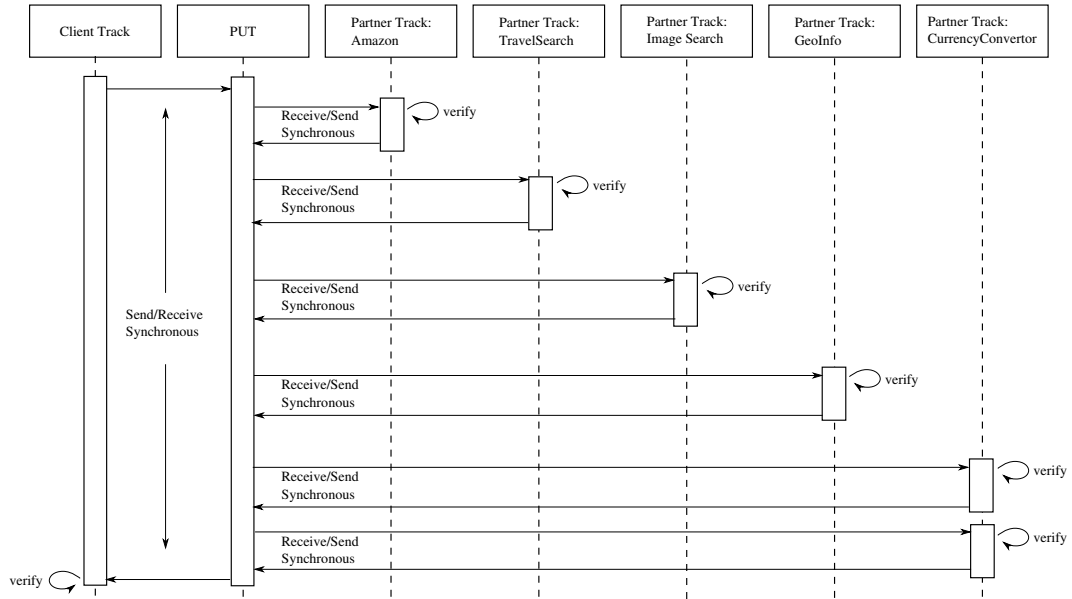 Client Track
PUT
Partner Track:
Amazon
Partner Track:
TravelSearch
Partner Track:
Image Search
Partner Track:
GeoInfo
Partner Track:
CurrencyConvertor
Receive/Send
Synchronous
verify
Receive/Send
Synchronous
verify
Receive/Send
Synchronous
verify
Send/Receive
Synchronous
Receive/Send
Synchronous
verify
Receive/Send
Synchronous
verify
Receive/Send
Synchronous
verify
verify